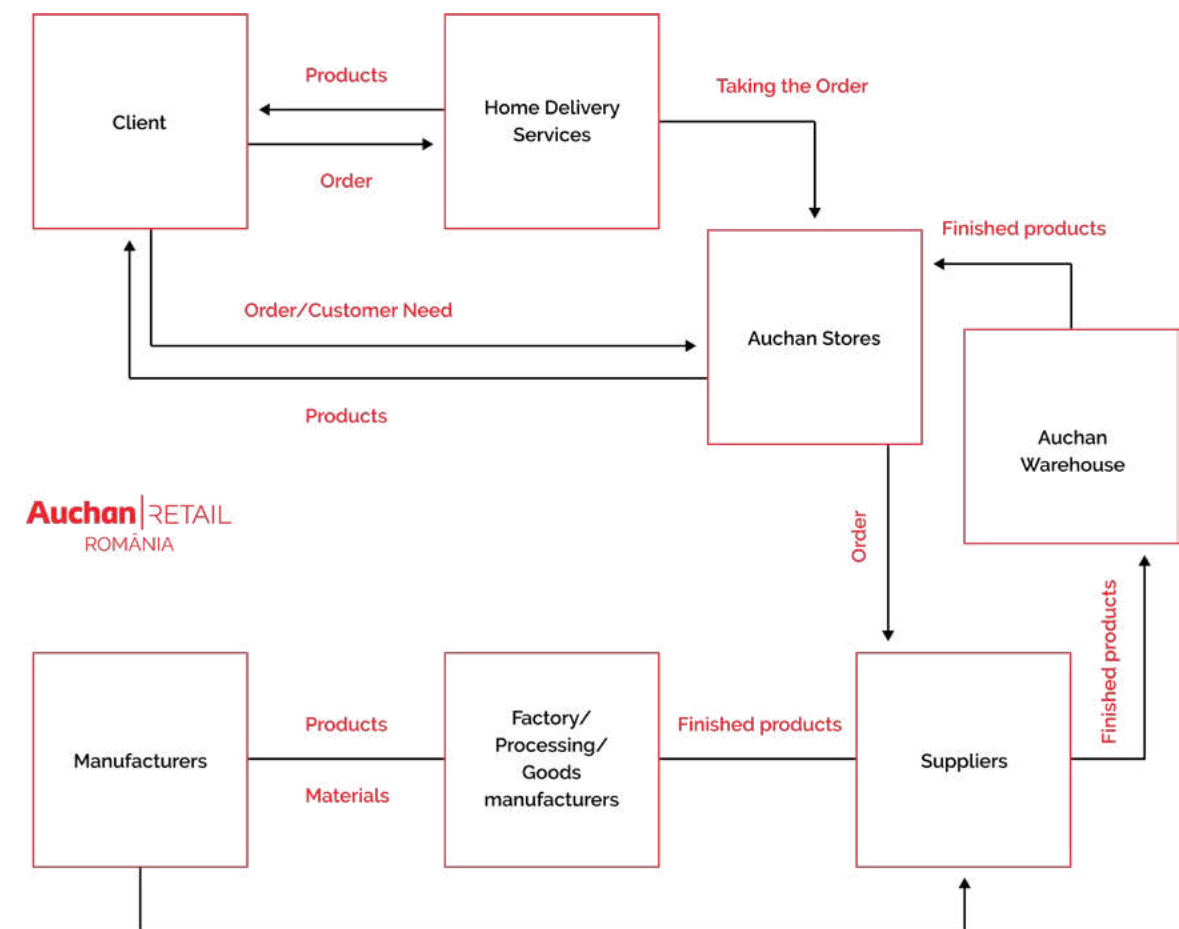 Products
Taking the Order
Client
Home Delivery
Services
Order
Finished products
Order/Customer Need
Auchan Stores
Products
Auchan
Warehouse
Auchan RETAIL
ROMÂNIA
Order
Finished products
Manufacturers
Products
Materials
Factory/
Processing/
Goods
manufacturers
Finished products
Suppliers